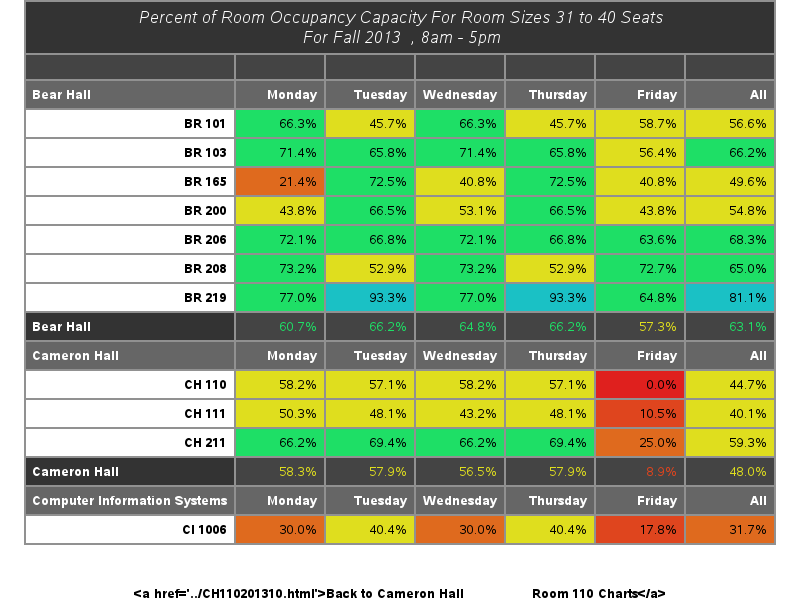 Percent of Room Occupancy Capacity For Room Sizes 31 to 40 Seats
For Fall 2013 , 8am - 5pm
Bear Hall Monday Tuesday Wednesday Thursday Friday All
BR 101 66.3% 45.7% 66.3% 45.7% 58.7% 56.6%
BR 103 71.4% 65.8% 71.4% 65.8% 56.4% 66.2%
BR 165 21.4% 72.5% 40.8% 72.5% 40.8% 49.6%
BR 200 43.8% 66.5% 53.1% 66.5% 43.8% 54.8%
BR 206 72.1% 66.8% 72.1% 66.8% 63.6% 68.3%
BR 208 73.2% 52.9% 73.2% 52.9% 72.7% 65.0%
BR 219 77.0% 93.3% 77.0% 93.3% 64.8% 81.1%
Bear Hall 60.7% 66.2% 64.8% 66.2% 57.3% 63.1%
Cameron Hall Monday Tuesday Wednesday Thursday Friday All
CH 110 58.2% 57.1% 58.2% 57.1% 0.0% 44.7%
CH 111 50.3% 48.1% 43.2% 48.1% 10.5% 40.1%
CH 211 66.2% 69.4% 66.2% 69.4% 25.0% 59.3%
Cameron Hall 58.3% 57.9% 56.5% 57.9% 8.9% 48.0%
Computer Information Systems Monday Tuesday Wednesday Thursday Friday All
CI 1006 30.0% 40.4% 30.0% 40.4% 17.8% 31.7%
<a href='../CH110201310.html'>Back to Cameron Hall Room 110 Charts</a>